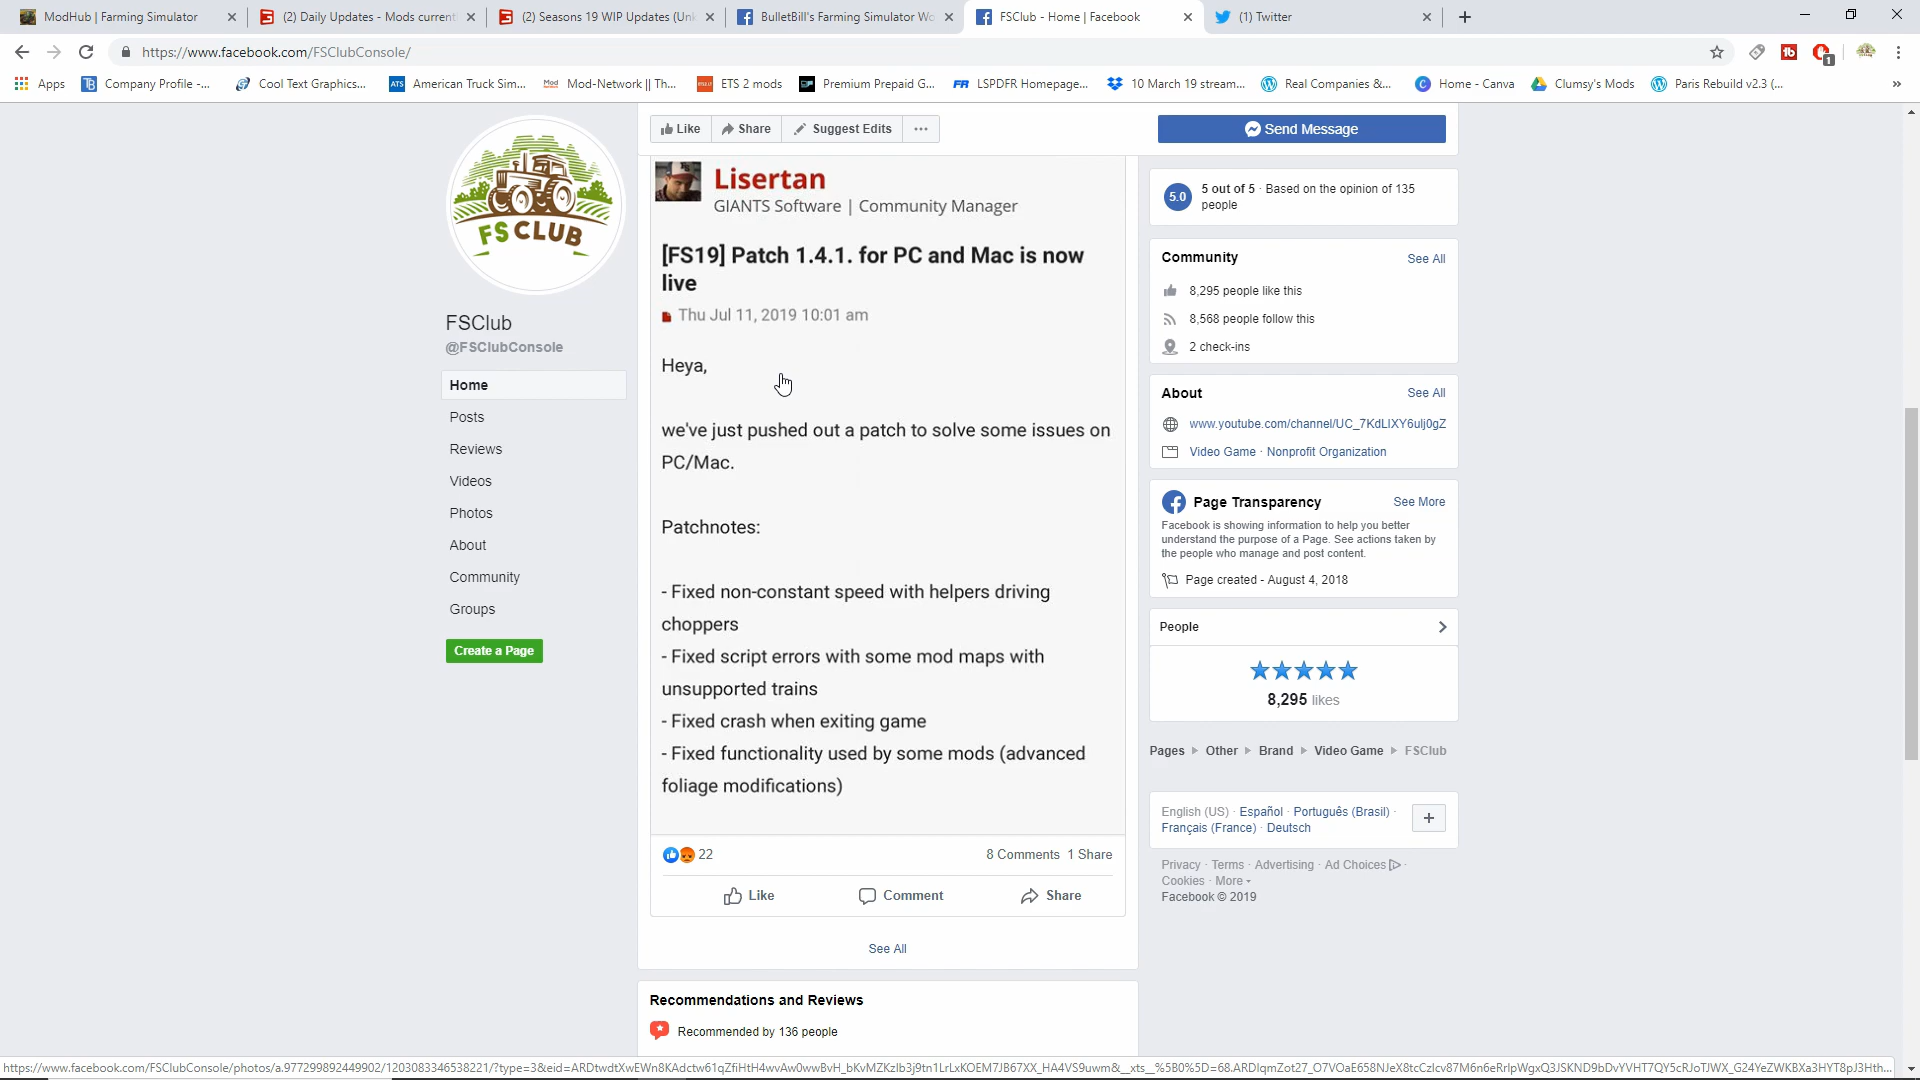 ModHub | Farming Simulator
(2) Daily Updates - Mods current
(2) Seasons 19 WIP Updates (Un
BulletBill's Farming Simulator Wo
FSClub - Home | Facebook
(1) Twitter
https://www.facebook.com/FSClubConsole/
Apps
Company Profile -...
Cool Text Graphics...
American Truck Sim...
Mod-Network || Th...
ETS 2 mods
Premium Prepaid G...
LSPDFR Homepage...
10 March 19 stream...
Real Companies &...
Home - Canva
Clumsy's Mods
Paris Rebuild v2.3 (...
»
FS CLUB
FSClub
@FSClubConsole
Home
Posts
Reviews
Videos
Photos
About
Community
Groups
Create a Page
Like
Share
Suggest Edits
...
Send Message
Lisertan
GIANTS Software | Community Manager
[FS19] Patch 1.4.1. for PC and Mac is now
live
Thu Jul 11, 2019 10:01 am
Heya,
we've just pushed out a patch to solve some issues on
PC/Mac.
Patchnotes:
- Fixed non-constant speed with helpers driving
choppers
- Fixed script errors with some mod maps with
unsupported trains
- Fixed crash when exiting game
- Fixed functionality used by some mods (advanced
foliage modifications)
22
8 Comments 1 Share
Like
Comment
Share
See All
Recommendations and Reviews
Recommended by 136 people
5.0
5 out of 5 · Based on the opinion of 135
people
Community
See All
8,295 people like this
8,568 people follow this
2 check-ins
About
See All
www.youtube.com/channel/UC_7KdLIXY6ulj0gZ
Video Game · Nonprofit Organization
Page Transparency
See More
Facebook is showing information to help you better
understand the purpose of a Page. See actions taken by
the people who manage and post content.
Page created - August 4, 2018
People
8,295 likes
Pages
Other
Brand
Video Game
FSClub
English (US) · Español · Português (Brasil) ·
Français (France) · Deutsch
+
Privacy · Terms · Advertising · Ad Choices ·
Cookies · More
Facebook © 2019